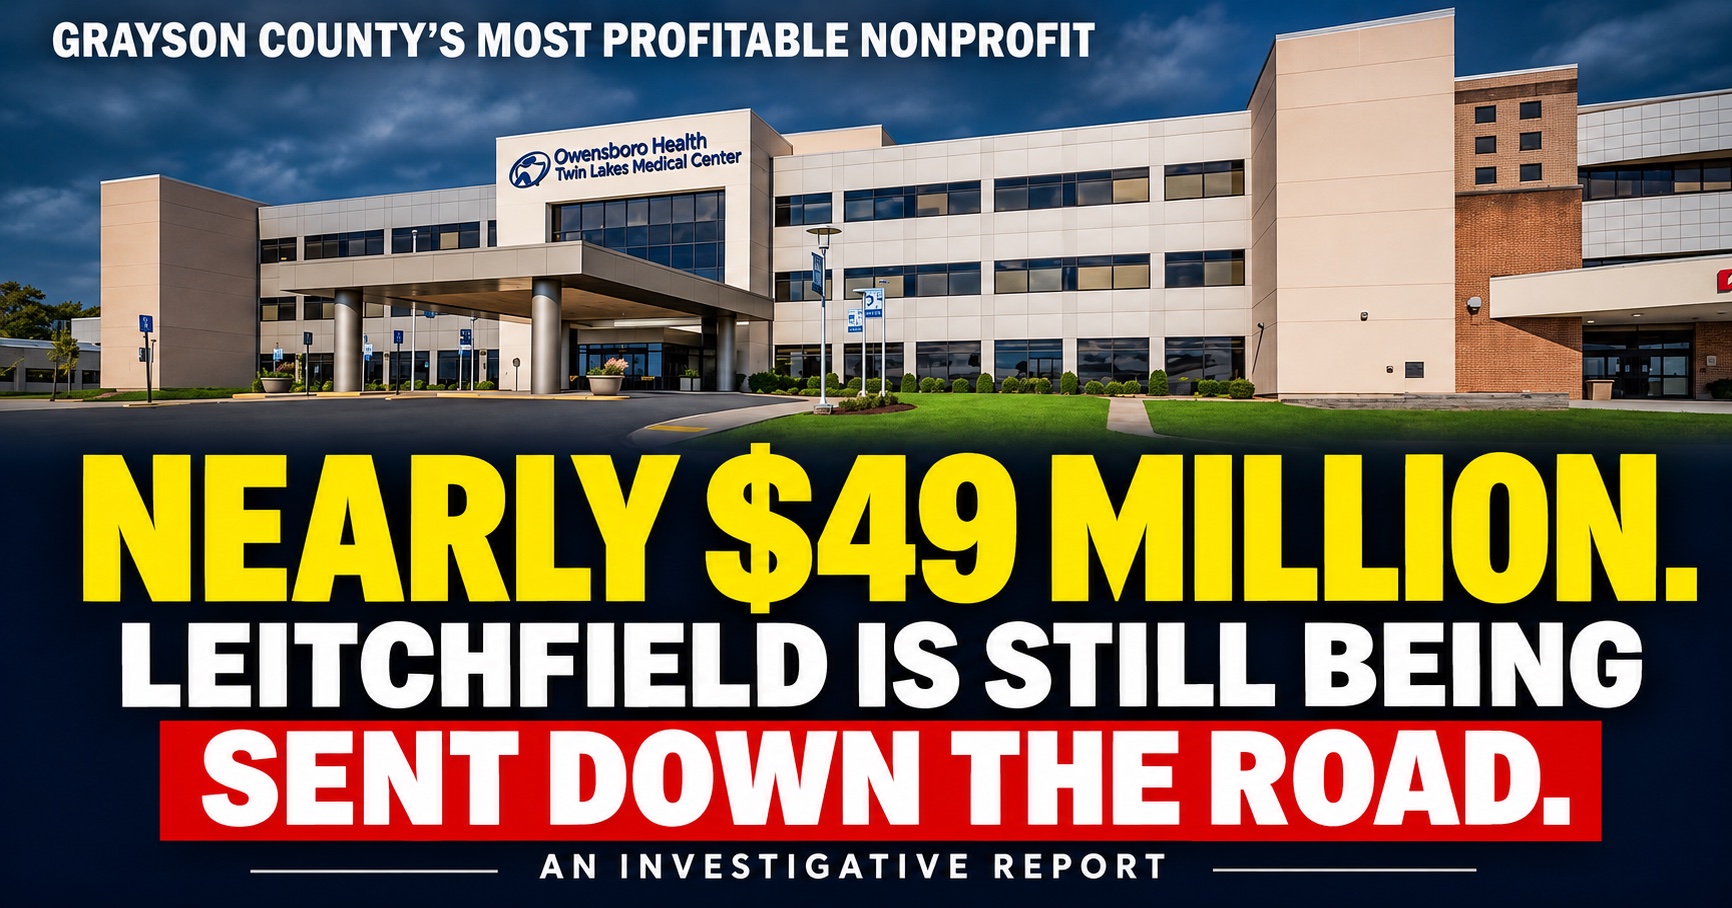 GRAYSON COUNTY’S MOST PROFITABLE NONPROFIT
Owensboro Health
Twin Lakes Medical Center
NEARLY $49 MILLION.
LEITCHFIELD IS STILL BEING
SENT DOWN THE ROAD.
AN INVESTIGATIVE REPORT